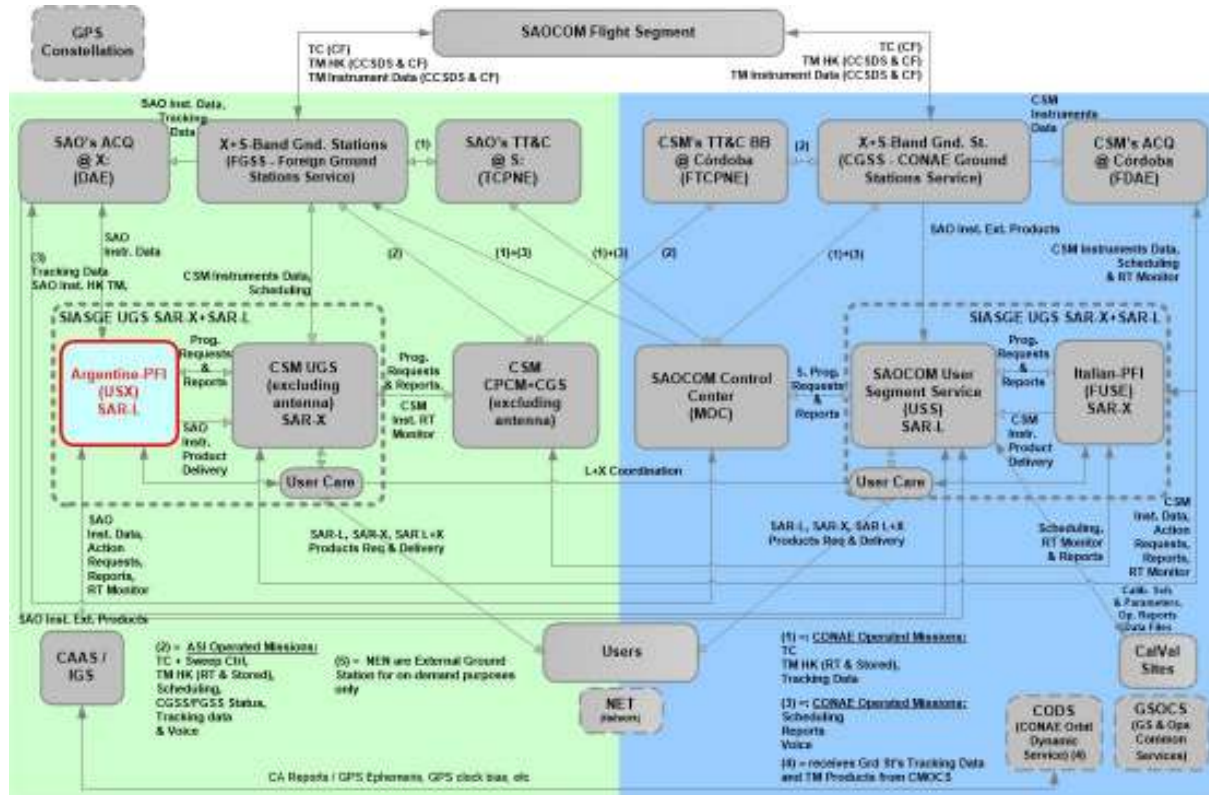 GPS
Constellation
SAOCOM Flight Segment
TC (CF)
TM HK (CCSDS & CF)
TM Instrument Data (CCSDS & CF)
TC (CF)
TM HK (CCSDS & CF)
TM Instrument Data (CCSDS & CF)
SAO Inst. Data,
Tracking
Data
CSM
Instruments
Data
SAO's ACQ
@ X:
(DAE)
X+S-Band Gnd. Stations
(FGSS - Foreign Ground
Stations Service)
(1)
SAO's TT&C
@ S:
(TCPNE)
CSM's TT&C BB
@ Córdoba
(FTCPNE)
(2)
X+S-Band Gnd. St.
(CGSS - CONAE Ground
Stations Service)
CSM's ACQ
@ Córdoba
(FDAE)
SAO
Instr. Data
(3)
Tracking Data
SAO Inst. HK TM,
CSM Instruments Data,
Scheduling
(2)
(1)+(3)
(1)+(3)
(2)
(1)+(3)
SAO Inst. Ext. Products
CSM Instruments Data,
Scheduling
& RT Monitor
SIASGE UGS SAR-X+SAR-L
SIASGE UGS SAR-X+SAR-L
Argentine-PFI
(USX)
SAR-L
Prog.
Requests
&
Reports
SAO
Instr.
Product
Delivery
CSM UGS
(excluding
antenna)
SAR-X
Prog.
Requests
& Reports,
CSM
Inst. RT
Monitor
CSM
CPCM+CGS
(excluding
antenna)
SAOCOM Control
Center
(MOC)
S. Prog.
Requests
&
Reports
SAOCOM User
Segment Service
(USS)
SAR-L
Prog.
Requests
&
Reports
CSM
Instr.
Product
Delivery
Italian-PFI
(FUSE)
SAR-X
User Care
L+X Coordination
User Care
SAO
Inst. Data,
Action
Requests,
Reports,
RT Monitor
SAR-L, SAR-X, SAR L+X
Products Req & Delivery
SAR-L, SAR-X, SAR L+X
Products Req & Delivery
Scheduling,
RT Monitor
& Reports
CSM
Inst. Data,
Action
Requests,
Reports,
RT Monitor
SAO Inst. Ext. Products
& Parameters,
Op. Reports
Data Files
CAAS /
IGS
(2) = ASI Operated Missions:
TC + Sweep Ctrl,
TM HK (RT & Stored),
Scheduling,
CGSS/FGSS Status,
Tracking data
& Voice
(5) = NEN are External Ground
Station for on-demand purposes
only
Users
NET
(Network)
(1) =: CONAE Operated Missions:
TC
TM HK (RT & Stored),
Tracking Data
(3) =: CONAE Operated Missions:
Scheduling
Reports
Voice
(4) = receives Grd St's Tracking Data
and TM Products from CMOCS
CalVal
Sites
CODS
(CONAE Orbital
Dynamic
Service) (4)
GSOCS
(GS & Ops
Common
Services)
CA Reports / GPS Ephemeris, GPS clock bias, etc